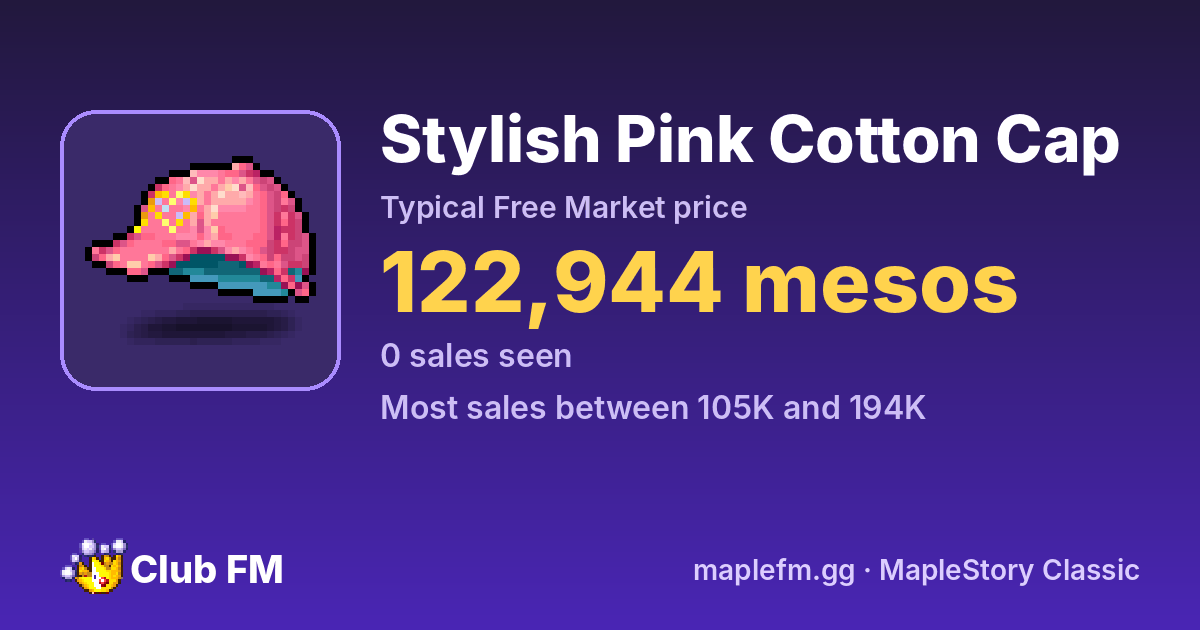 Stylish Pink Cotton Cap
Typical Free Market price
122,944 mesos
0 sales seen
Most sales between 105K and 194K
Club FM
maplefm.gg · MapleStory Classic